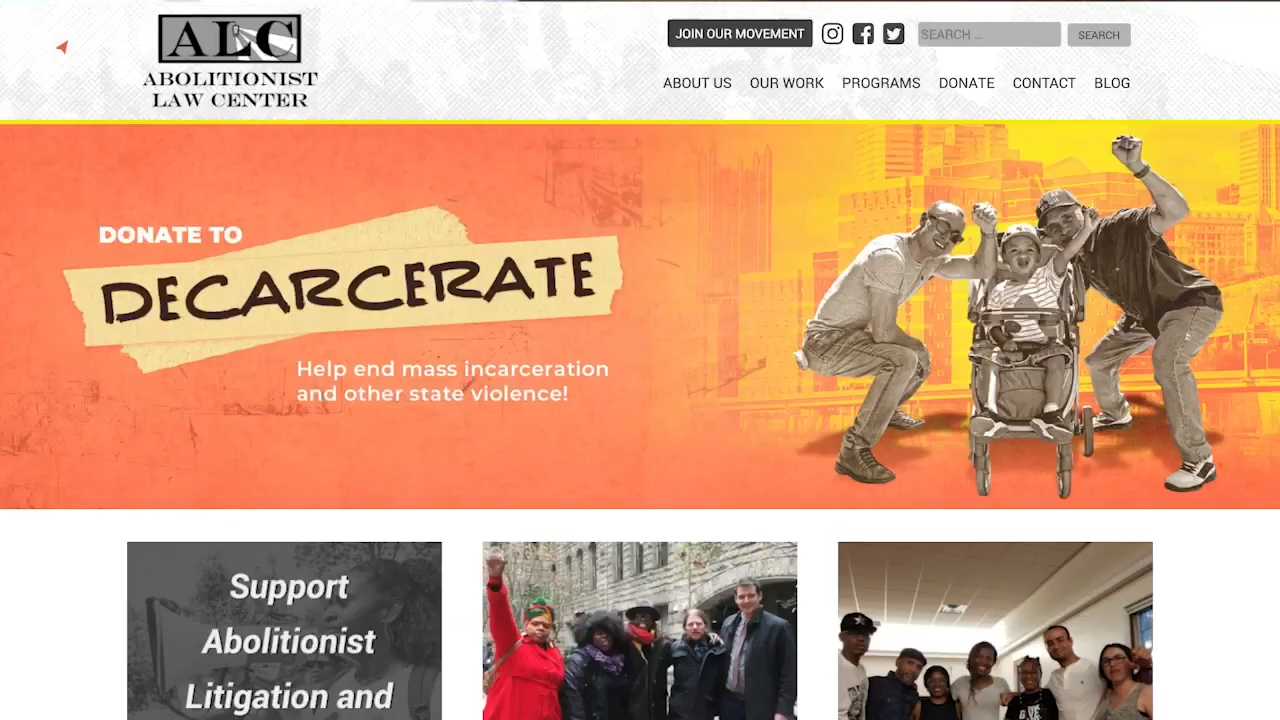 ALC
ABOLITIONIST
LAW CENTER
JOIN OUR MOVEMENT
SEARCH ...
SEARCH
ABOUT US
OUR WORK
PROGRAMS
DONATE
CONTACT
BLOG
DONATE TO
DECARCERATE
Help end mass incarceration
and other state violence!
Support
Abolitionist
Litigation and